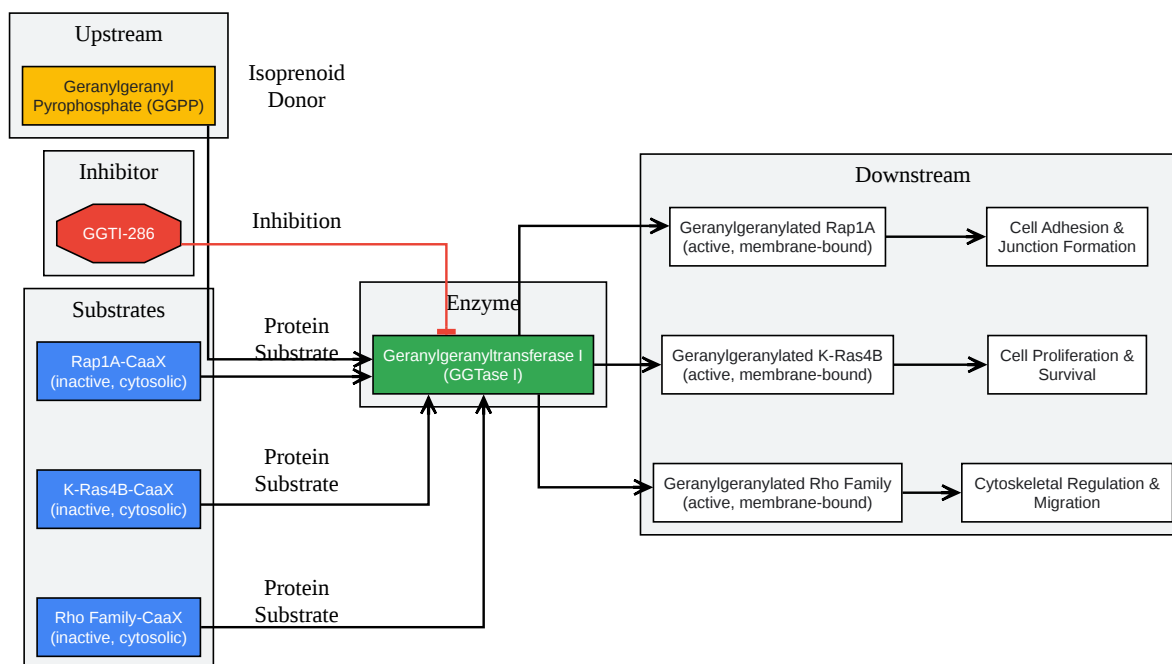 Upstream
Geranylgeranyl
Pyrophosphate (GGPP)
Isoprenoid
Donor
Inhibitor
GGTI-286
Inhibition
Substrates
Rap1A-CaaX
(inactive, cytosolic)
Protein
Substrate
K-Ras4B-CaaX
(inactive, cytosolic)
Protein
Substrate
Rho Family-CaaX
(inactive, cytosolic)
Protein
Substrate
Enzyme
Geranylgeranyltransferase I
(GGTase I)
Downstream
Geranylgeranylated Rap1A
(active, membrane-bound)
Cell Adhesion &
Junction Formation
Geranylgeranylated K-Ras4B
(active, membrane-bound)
Cell Proliferation &
Survival
Geranylgeranylated Rho Family
(active, membrane-bound)
Cytoskeletal Regulation &
Migration